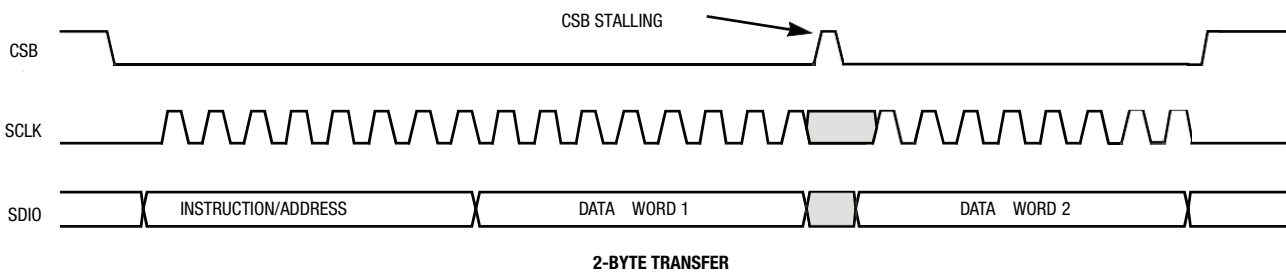 CSB STALLING
CSB
SCLK
SDIO
INSTRUCTION/ADDRESS
DATA WORD 1
DATA WORD 2
2-BYTE TRANSFER